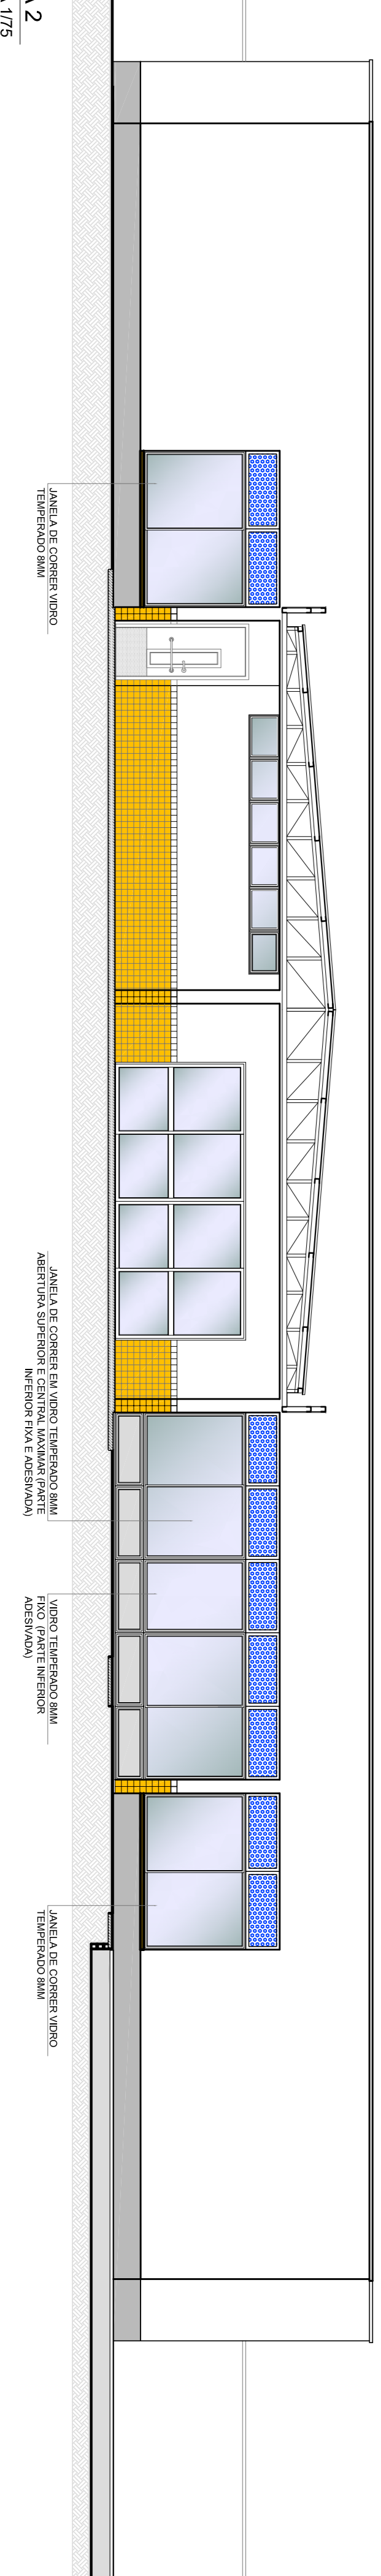 A 2
A 1/75
JANELA DE CORRER VIDRO
TEMPERADO 8MM
JANELA DE CORRER EM VIDRO TEMPERADO 8MM
ABERTURA SUPERIOR E CENTRAL MAXIMAR (PARTE
INFERIOR FIXA E ADESIVADA)
VIDRO TEMPERADO 8MM
FIXO (PARTE INFERIOR
ADESIVADA)
JANELA DE CORRER VIDRO
TEMPERADO 8MM